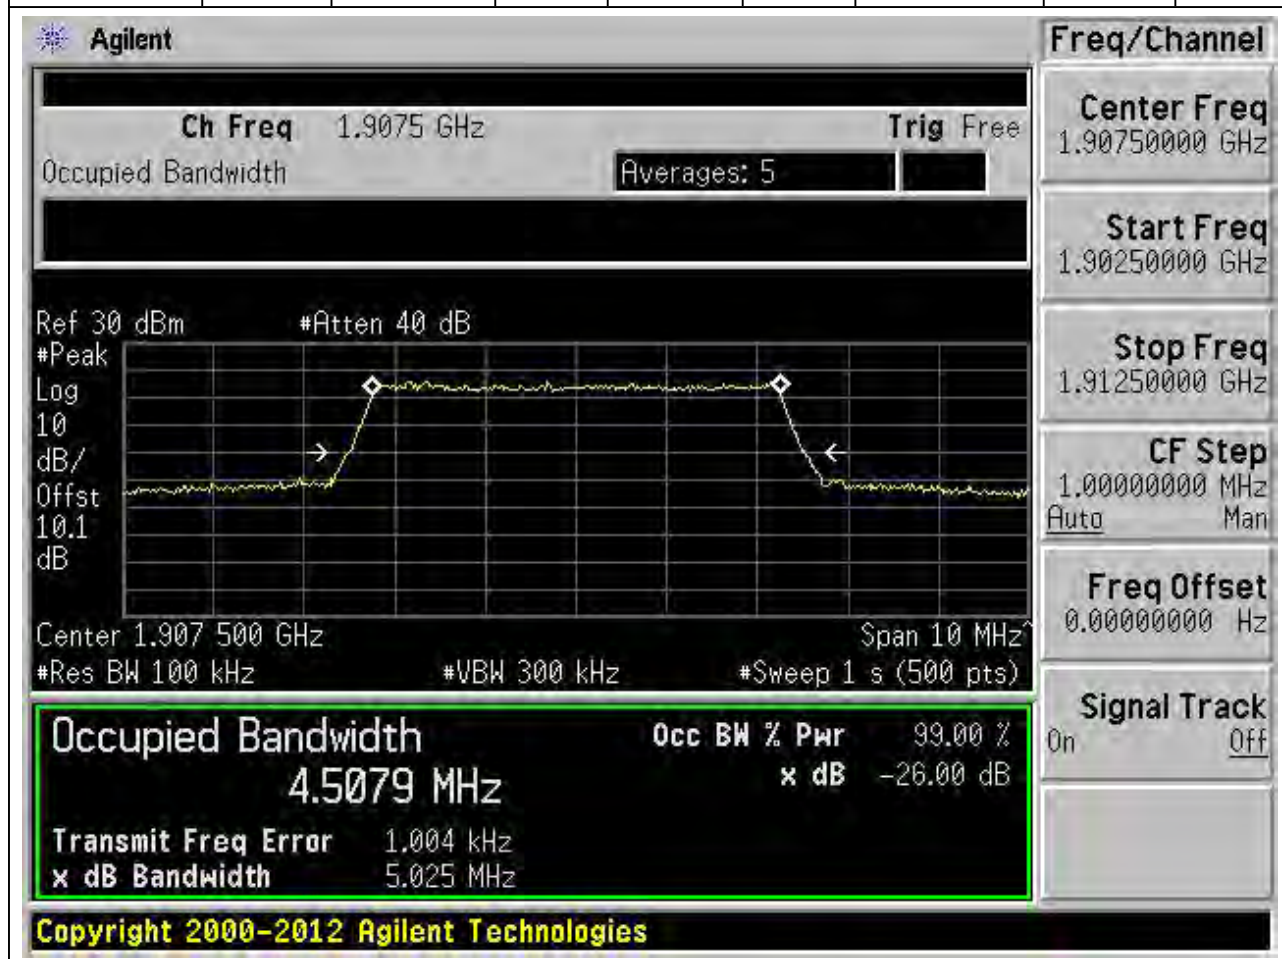 Agilent
Freq/Channel
Ch Freq 1.9075 GHz Trig Free
Occupied Bandwidth Averages: 5
Center Freq
1.90750000 GHz
Start Freq
1.90250000 GHz
Stop Freq
1.91250000 GHz
CF Step
1.00000000 MHz
Auto Man
Freq Offset
0.00000000 Hz
Signal Track
On Off
Ref 30 dBm #Atten 40 dB
#Peak
Log
10
dB/
Offst
10.1
dB
Center 1.907 500 GHz Span 10 MHz^
#Res BW 100 kHz #VBW 300 kHz #Sweep 1 s (500 pts)
Occupied Bandwidth Occ BW % Pwr 99.00 %
4.5079 MHz x dB -26.00 dB
Transmit Freq Error 1.004 kHz
x dB Bandwidth 5.025 MHz
Copyright 2000-2012 Agilent Technologies